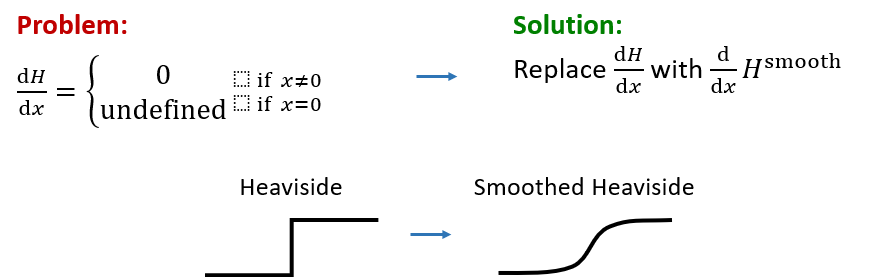 Problem:
dH/dx = { 0 ⬚ if x≠0
undefined ⬚ if x=0
Solution:
Replace dH/dx with d/dx H^smooth
Heaviside
Smoothed Heaviside